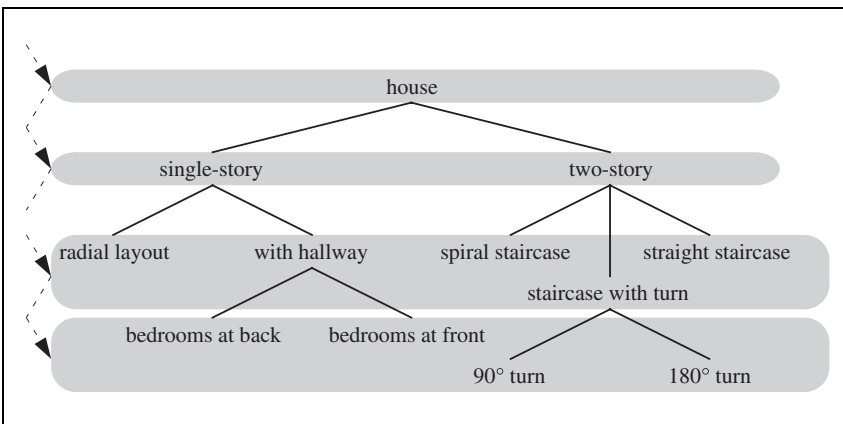 house
single-story two-story
radial layout with hallway spiral staircase straight staircase
staircase with turn
bedrooms at back bedrooms at front
90° turn 180° turn